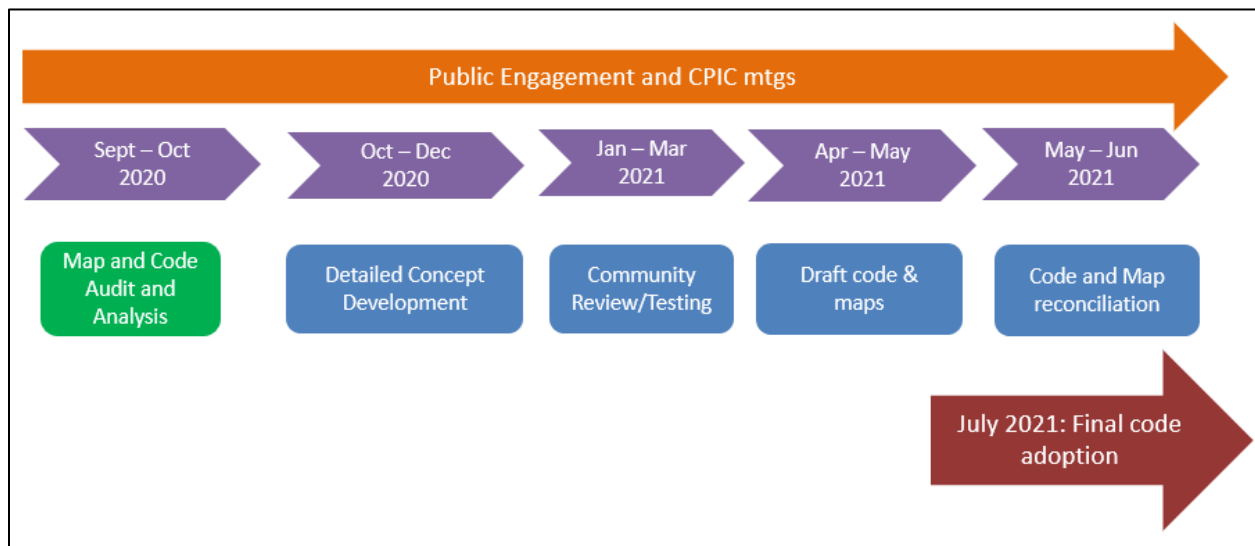 Public Engagement and CPIC mtgs
Sept – Oct
2020
Oct – Dec
2020
Jan – Mar
2021
Apr – May
2021
May – Jun
2021
Map and Code
Audit and
Analysis
Detailed Concept
Development
Community
Review/Testing
Draft code &
maps
Code and Map
reconciliation
July 2021: Final code
adoption